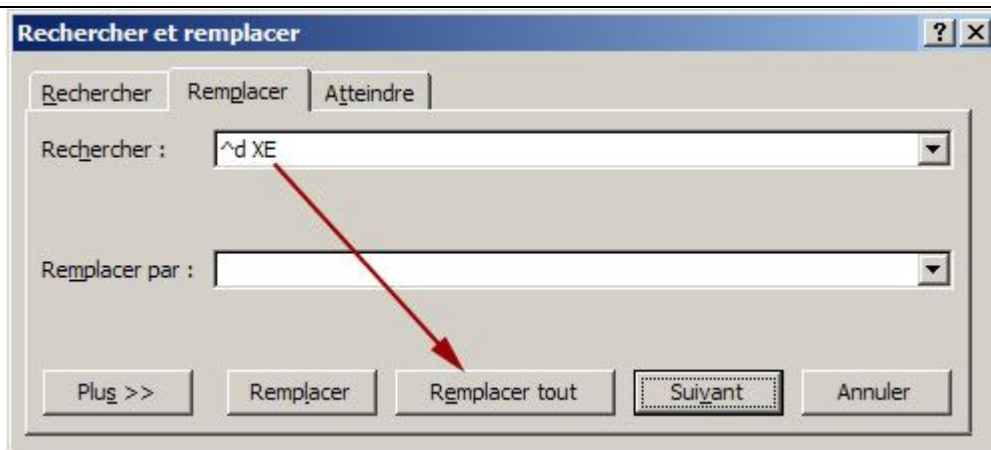 Rechercher et remplacer
Rechercher Remplacer Atteindre
Rechercher : ^d XE
Remplacer par :
Plus >> Remplacer Remplacer tout Suivant Annuler